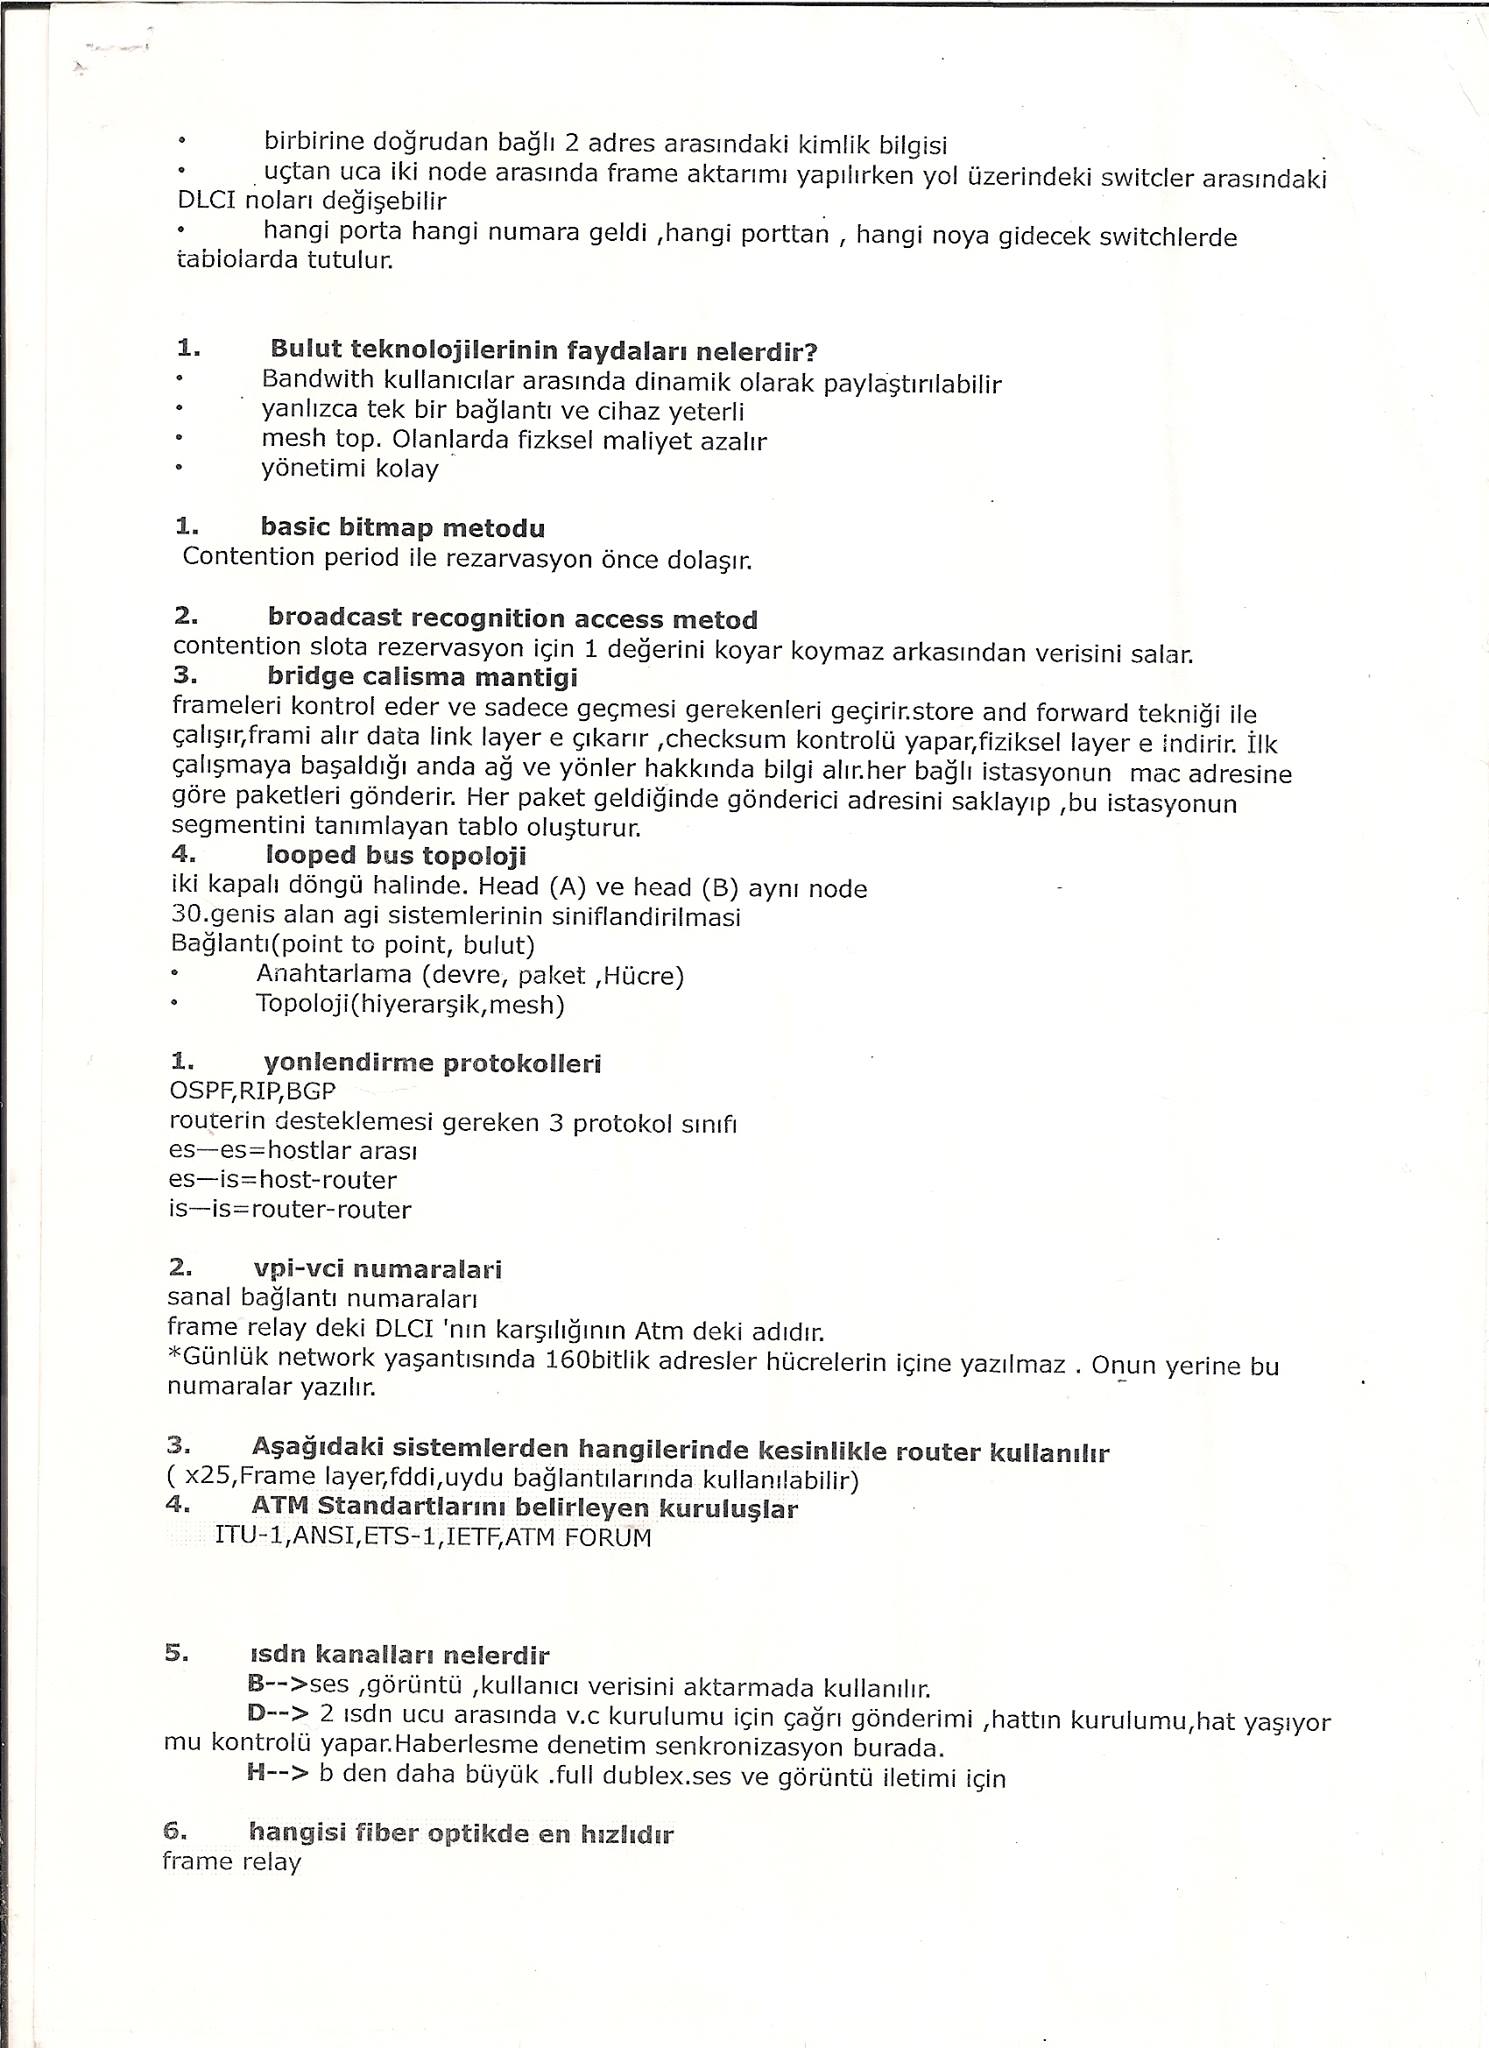 • birbirine doğrudan bağlı 2 adres arasındaki kimlik bilgisi
• uçtan uca iki node arasında frame aktarımı yapılırken yol üzerindeki switcler arasındaki
DLCI noları değişebilir
• hangi porta hangi numara geldi ,hangi porttan , hangi noya gidecek switchlerde
tablolarda tutulur.
1. Bulut teknolojilerinin faydaları nelerdir?
• Bandwith kullanıcılar arasında dinamik olarak paylaştırılabilir
• yanlızca tek bir bağlantı ve cihaz yeterli
• mesh top. Olanlarda fizksel maliyet azalır
• yönetimi kolay
1. basic bitmap metodu
Contention period ile rezarvasyon önce dolaşır.
2. broadcast recognition access metod
contention slota rezervasyon için 1 değerini koyar koymaz arkasından verisini salar.
3. bridge calisma mantigi
frameleri kontrol eder ve sadece geçmesi gerekenleri geçirir.store and forward tekniği ile
çalışır,frami alır data link layer e çıkarır ,checksum kontrolü yapar,fiziksel layer e indirir. İlk
çalışmaya başaldığı anda ağ ve yönler hakkında bilgi alır.her bağlı istasyonun mac adresine
göre paketleri gönderir. Her paket geldiğinde gönderici adresini saklayıp ,bu istasyonun
segmentini tanımlayan tablo oluşturur.
4. looped bus topoloji
iki kapalı döngü halinde. Head (A) ve head (B) aynı node
30.genis alan agi sistemlerinin siniflandirilmasi
Bağlantı(point to point, bulut)
• Anahtarlama (devre, paket ,Hücre)
• Topoloji(hiyerarşik,mesh)
1. yonlendirme protokolleri
OSPF,RIP,BGP
routerin desteklemesi gereken 3 protokol sınıfı
es—es=hostlar arası
es—is=host-router
is—is=router-router
2. vpi-vci numaralari
sanal bağlantı numaraları
frame relay deki DLCI 'nın karşılığının Atm deki adıdır.
*Günlük network yaşantısında 160bitlik adresler hücrelerin içine yazılmaz . Onun yerine bu
numaralar yazılır.
3. Aşağıdaki sistemlerden hangilerinde kesinlikle router kullanılır
( x25,Frame layer,fddi,uydu bağlantılarında kullanılabilir)
4. ATM Standartlarını belirleyen kuruluşlar
ITU-1,ANSI,ETS-1,IETF,ATM FORUM
5. ısdn kanalları nelerdir
B-->ses ,görüntü ,kullanıcı verisini aktarmada kullanılır.
D--> 2 ısdn ucu arasında v.c kurulumu için çağrı gönderimi ,hattın kurulumu,hat yaşıyor
mu kontrolü yapar.Haberlesme denetim senkronizasyon burada.
H--> b den daha büyük .full dublex.ses ve görüntü iletimi için
6. hangisi fiber optikde en hızlıdır
frame relay